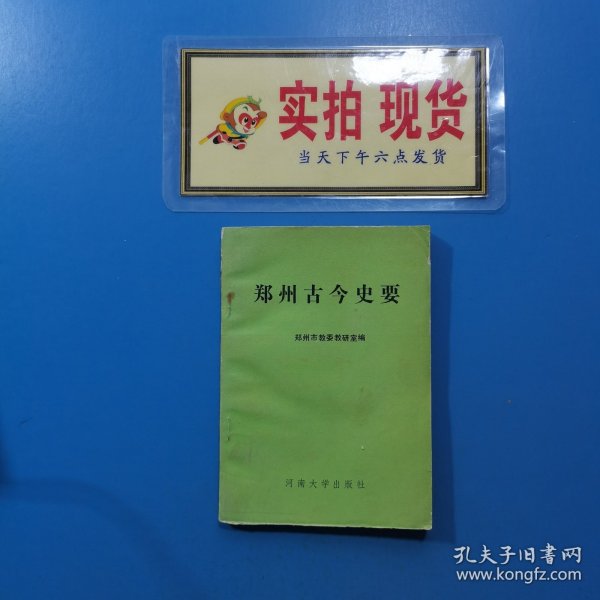 实拍 现货
当天下午六点发货
郑州古今史要
郑州市教委教研室编
河南大学出版社
孔夫子旧书网
www.kongfz.com